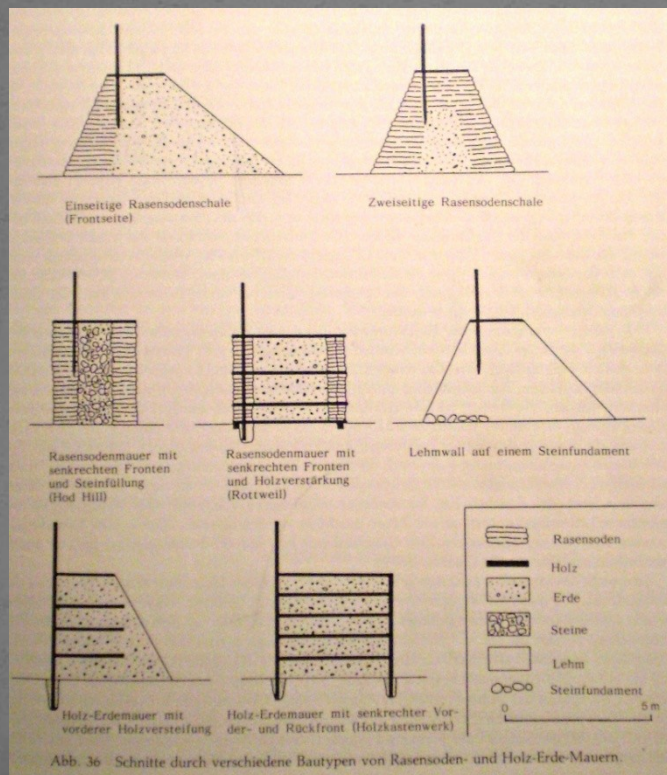 Einseitige Rasensodenschale
(Frontseite)
Zweiseitige Rasensodenschale
Rasensodenmauer mit
senkrechten Fronten
und Steinfüllung
(Hod Hill)
Rasensodenmauer mit
senkrechten Fronten
und Holzverstärkung
(Rottweil)
Lehmwall auf einem Steinfundament
Holz-Erdemauer mit
vorderer Holzversteifung
Holz-Erdemauer mit senkrechter Vor-
der- und Rückfront (Holzkastenwerk)
Rasensoden
Holz
Erde
Steine
Lehm
Steinfundament
0 5 m
Abb. 36 Schnitte durch verschiedene Bautypen von Rasensoden- und Holz-Erde-Mauern.